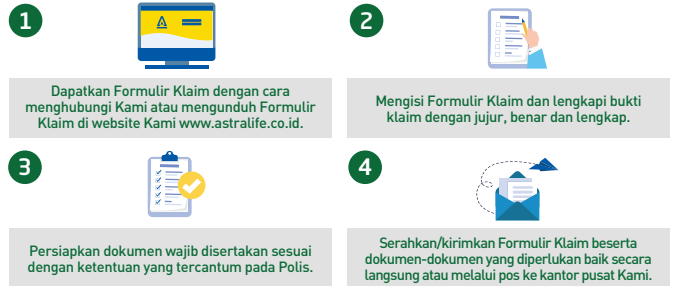 1
Dapatkan Formulir Klaim dengan cara
menghubungi Kami atau mengunduh Formulir
Klaim di website Kami www.astralife.co.id.
2
Mengisi Formulir Klaim dan lengkapi bukti
klaim dengan jujur, benar dan lengkap.
3
Persiapkan dokumen wajib disertakan sesuai
dengan ketentuan yang tercantum pada Polis.
4
Serahkan/kirimkan Formulir Klaim beserta
dokumen-dokumen yang diperlukan baik secara
langsung atau melalui pos ke kantor pusat Kami.